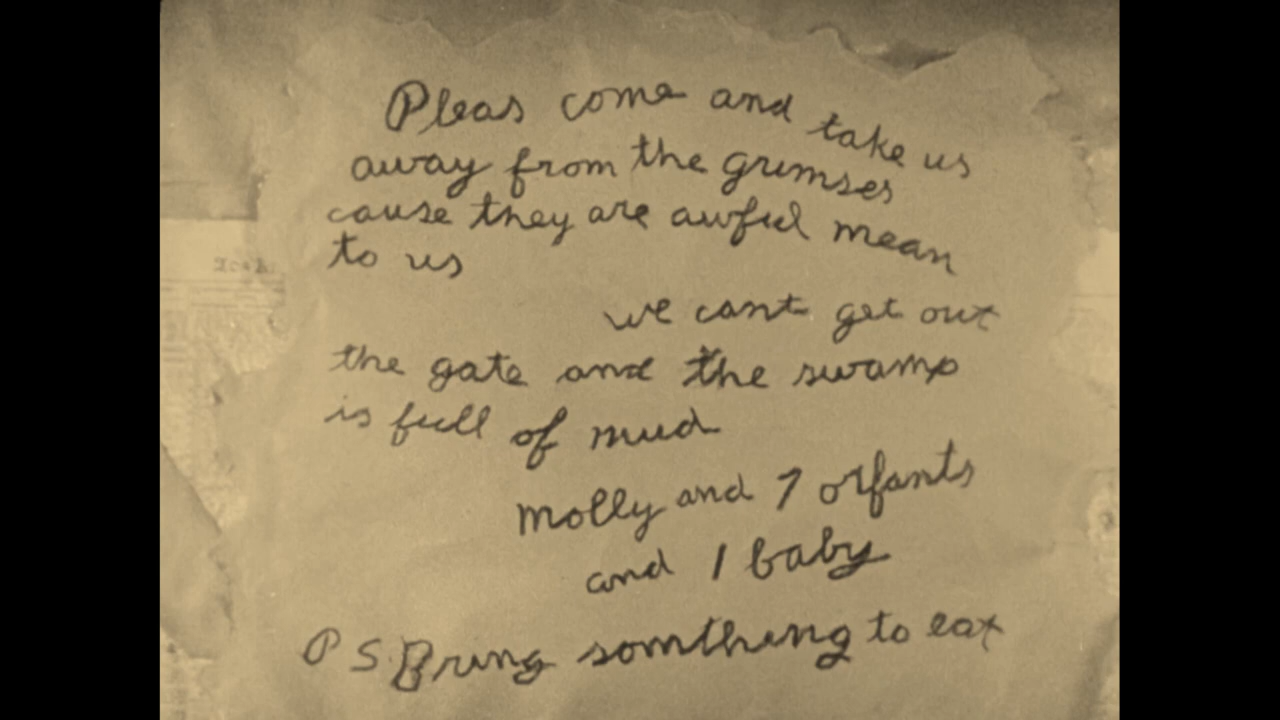 Pleas come and take us
away from the grimses
cause they are awful mean
to us
we cant get out
the gate and the swamp
is full of mud
Molly and 7 orfants
and 1 baby
P S Bring somthing to eat